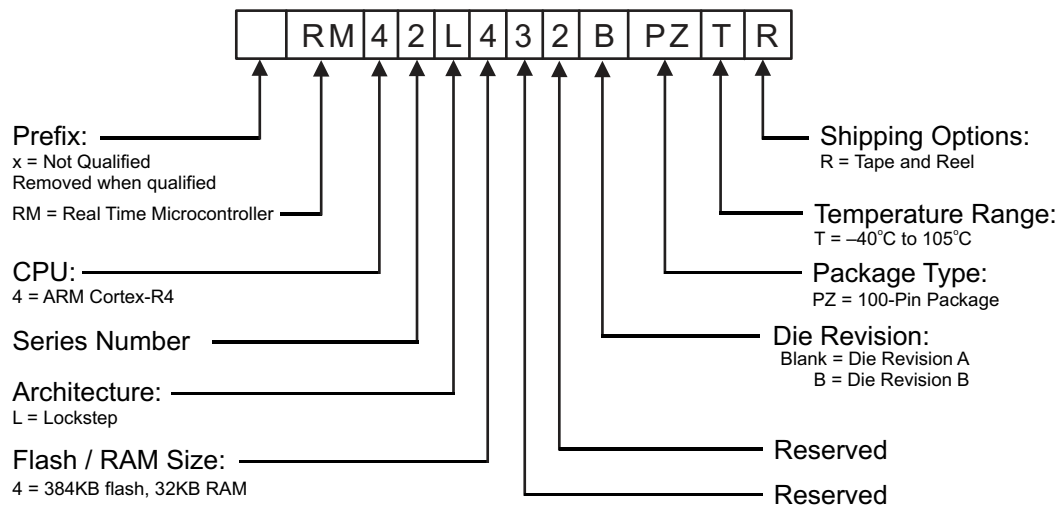 RM 4 2 L 4 3 2 B PZ T R
Prefix:
x = Not Qualified
Removed when qualified
RM = Real Time Microcontroller
CPU:
4 = ARM Cortex-R4
Series Number
Architecture:
L = Lockstep
Flash / RAM Size:
4 = 384KB flash, 32KB RAM
Shipping Options:
R = Tape and Reel
Temperature Range:
T = –40°C to 105°C
Package Type:
PZ = 100-Pin Package
Die Revision:
Blank = Die Revision A
B = Die Revision B
Reserved
Reserved